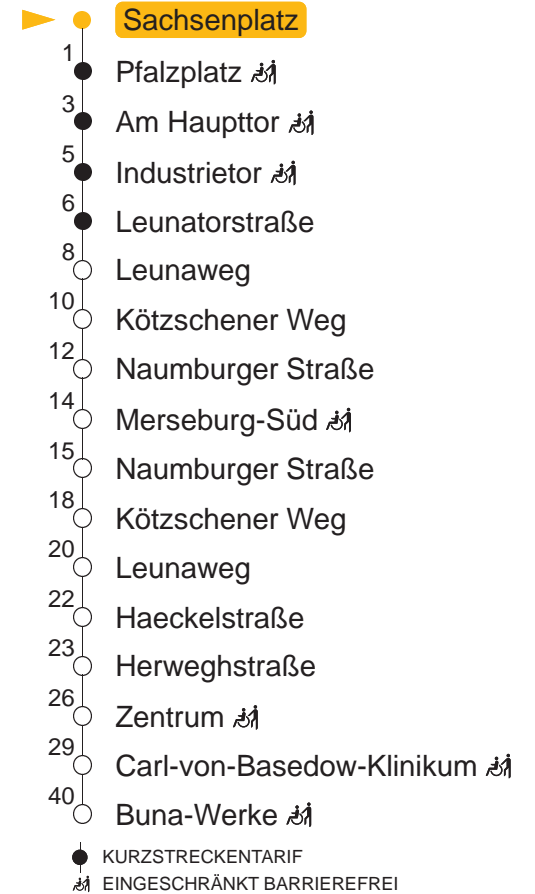 Sachsenplatz
1
Pfalzplatz
3
Am Haupttor
5
Industrietor
6
Leunatorstraße
8
Leunaweg
10
Kötzschener Weg
12
Naumburger Straße
14
Merseburg-Süd
15
Naumburger Straße
18
Kötzschener Weg
20
Leunaweg
22
Haeckelstraße
23
Herweghstraße
26
Zentrum
29
Carl-von-Basedow-Klinikum
40
Buna-Werke
KURZSTRECKENTARIF
EINGESCHRÄNKT BARRIEREFREI